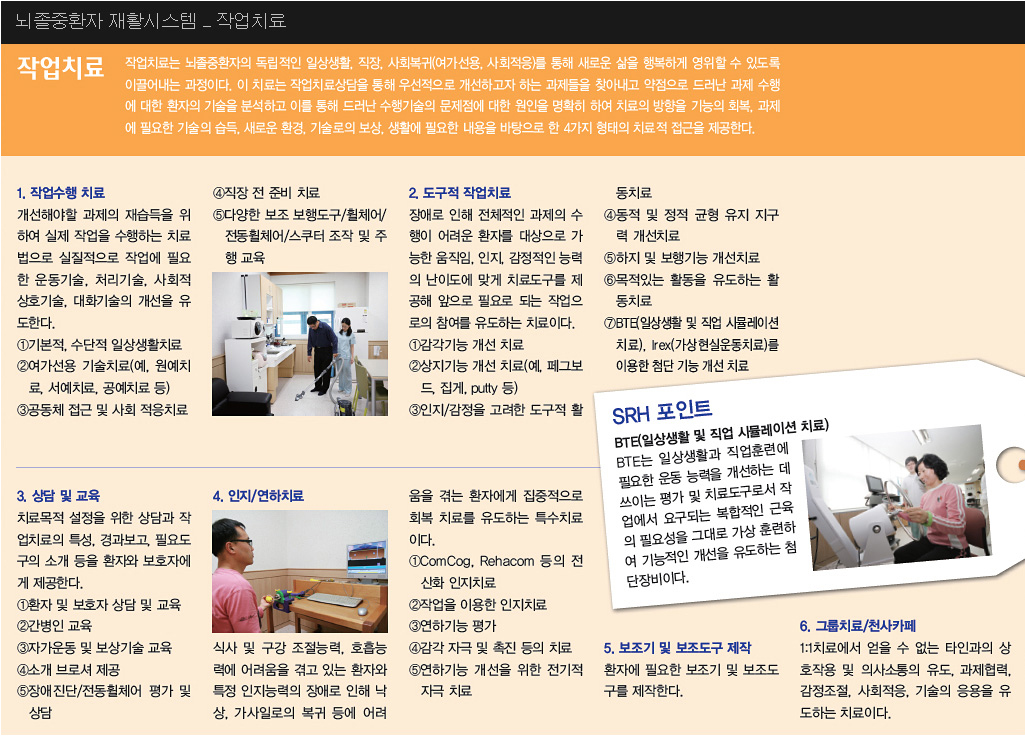 뇌졸중환자 재활시스템 _ 작업치료
작업치료
작업치료는 뇌졸중환자의 독립적인 일상생활, 직장, 사회복귀(여가선용, 사회적응)를 통해 새로운 삶을 행복하게 영위할 수 있도록
이끌어내는 과정이다. 이 치료는 작업치료상담을 통해 우선적으로 개선하고자 하는 과제들을 찾아내고 약점으로 드러난 과제 수행
에 대한 환자의 기술을 분석하고 이를 통해 드러난 수행기술의 문제점에 대한 원인을 명확히 하여 치료의 방향을 기능의 회복, 과제
에 필요한 기술의 습득, 새로운 환경, 기술로의 보상, 생활에 필요한 내용을 바탕으로 한 4가지 형태의 치료적 접근을 제공한다.
1. 작업수행 치료
개선해야할 과제의 재습득을 위
하여 실제 작업을 수행하는 치료
법으로 실질적으로 작업에 필요
한 운동기술, 처리기술, 사회적
상호기술, 대화기술의 개선을 유
도한다.
①기본적, 수단적 일상생활치료
②여가선용 기술치료(예, 원예치
료, 서예치료, 공예치료 등)
③공동체 접근 및 사회 적응치료
④직장 전 준비 치료
⑤다양한 보조 보행도구/휠체어/
전동휠체어/스쿠터 조작 및 주
행 교육
2. 도구적 작업치료
장애로 인해 전체적인 과제의 수
행이 어려운 환자를 대상으로 가
능한 움직임, 인지, 감정적인 능력
의 난이도에 맞게 치료도구를 제
공해 앞으로 필요로 되는 작업으
로의 참여를 유도하는 치료이다.
①감각기능 개선 치료
②상지기능 개선 치료(예, 페그보
드, 집게, putty 등)
③인지/감정을 고려한 도구적 활
동치료
④동적 및 정적 균형 유지 지구
력 개선치료
⑤하지 및 보행기능 개선치료
⑥목적있는 활동을 유도하는 활
동치료
⑦BTE(일상생활 및 직업 시뮬레이션
치료), Irex(가상현실운동치료)를
이용한 첨단 기능 개선 치료
SRH 포인트
BTE(일상생활 및 직업 시뮬레이션 치료)
BTE는 일상생활과 직업훈련에
필요한 운동 능력을 개선하는 데
쓰이는 평가 및 치료도구로서 작
업에서 요구되는 복합적인 근육
의 필요성을 그대로 가상 훈련하
여 기능적인 개선을 유도하는 첨
단장비이다.
3. 상담 및 교육
치료목적 설정을 위한 상담과 작
업치료의 특성, 경과보고, 필요도
구의 소개 등을 환자와 보호자에
게 제공한다.
①환자 및 보호자 상담 및 교육
②간병인 교육
③자가운동 및 보상기술 교육
④소개 브로셔 제공
⑤장애진단/전동휠체어 평가 및
상담
4. 인지/연하치료
식사 및 구강 조절능력, 호흡능
력에 어려움을 겪고 있는 환자와
특정 인지능력의 장애로 인해 낙
상, 가사일로의 복귀 등에 어려
움을 겪는 환자에게 집중적으로
회복 치료를 유도하는 특수치료
이다.
①ComCog, Rehacom 등의 전
산화 인지치료
②작업을 이용한 인지치료
③연하기능 평가
④감각 자극 및 촉진 등의 치료
⑤연하기능 개선을 위한 전기적
자극 치료
5. 보조기 및 보조도구 제작
환자에 필요한 보조기 및 보조도
구를 제작한다.
6. 그룹치료/천사카페
1:1치료에서 얻을 수 없는 타인과의 상
호작용 및 의사소통의 유도, 과제협력,
감정조절, 사회적응, 기술의 응용을 유
도하는 치료이다.